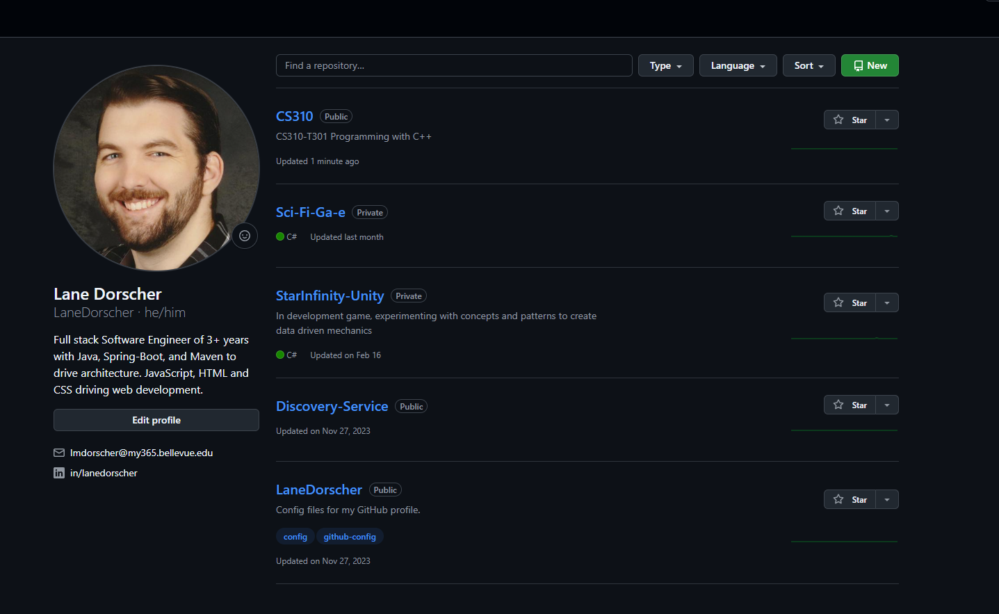 Find a repository...
Type
Language
Sort
New
CS310 Public
Star
CS310-T301 Programming with C++
Updated 1 minute ago
Sci-Fi-Ga-e Private
Star
C# Updated last month
StarInfinity-Unity Private
Star
In development game, experimenting with concepts and patterns to create
data driven mechanics
C# Updated on Feb 16
Discovery-Service Public
Star
Updated on Nov 27, 2023
LaneDorscher Public
Star
Config files for my GitHub profile.
config github-config
Updated on Nov 27, 2023
Lane Dorscher
LaneDorscher · he/him
Full stack Software Engineer of 3+ years
with Java, Spring-Boot, and Maven to
drive architecture. JavaScript, HTML and
CSS driving web development.
Edit profile
lmdorscher@my365.bellevue.edu
in/lanedorscher